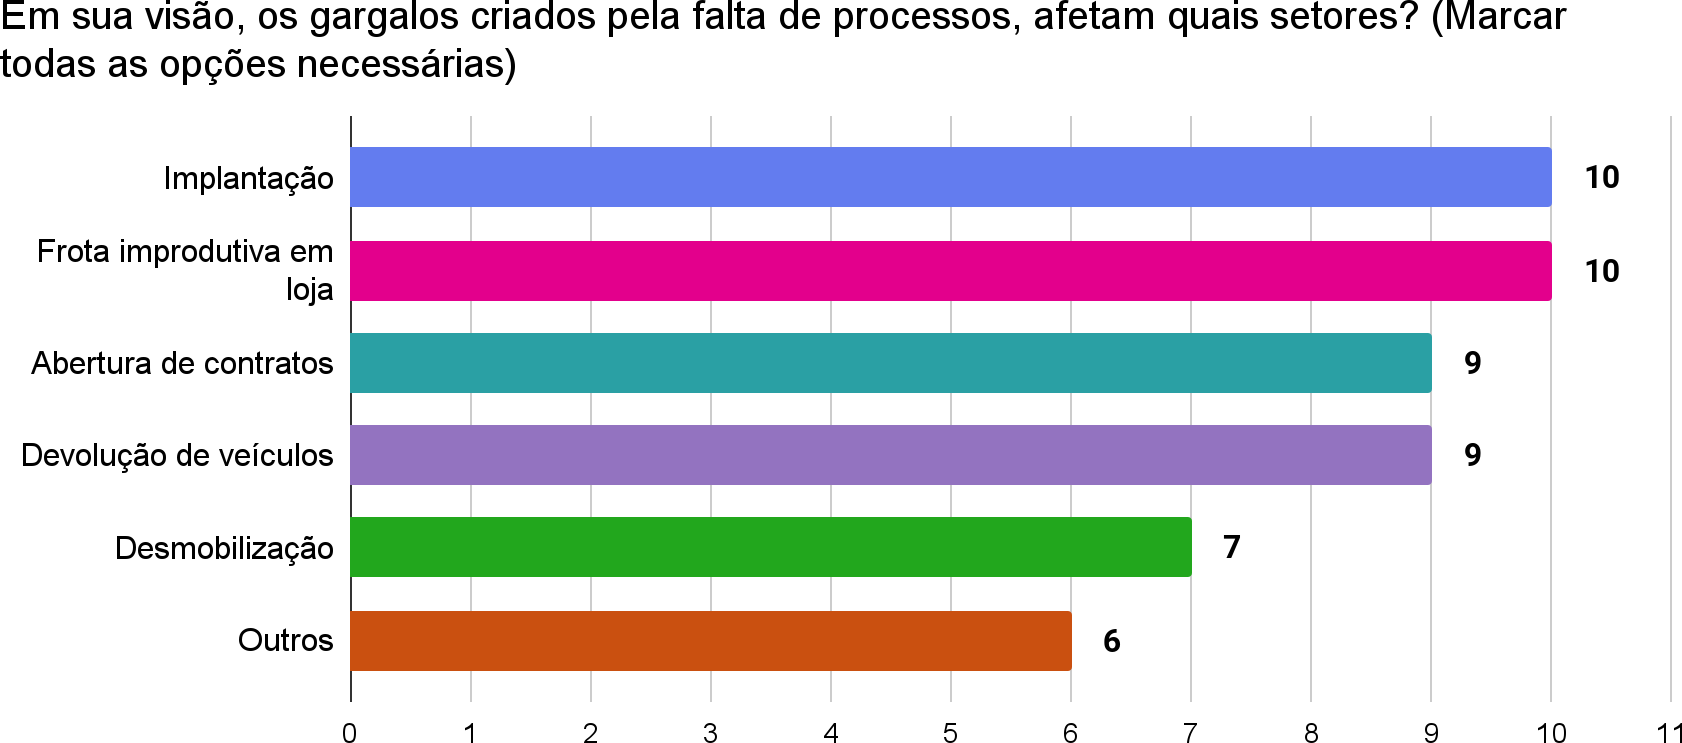 Em sua visão, os gargalos criados pela falta de processos, afetam quais setores? (Marcar
todas as opções necessárias)
Implantação
10
Frota improdutiva em
loja
10
Abertura de contratos
9
Devolução de veículos
9
Desmobilização
7
Outros
6
0 1 2 3 4 5 6 7 8 9 10 11